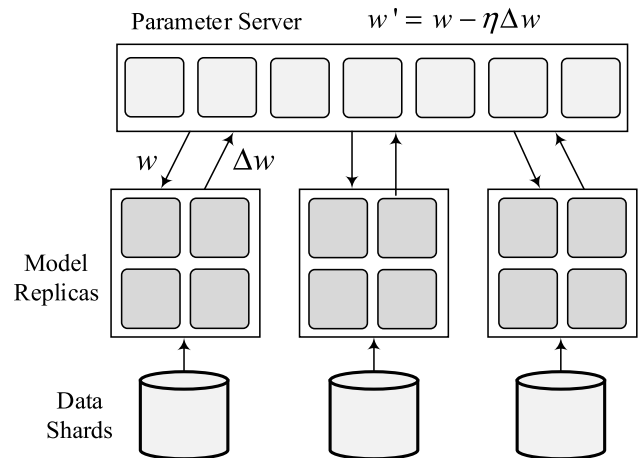 Parameter Server
w' = w − ηΔw
w
Δw
Model
Replicas
Data
Shards